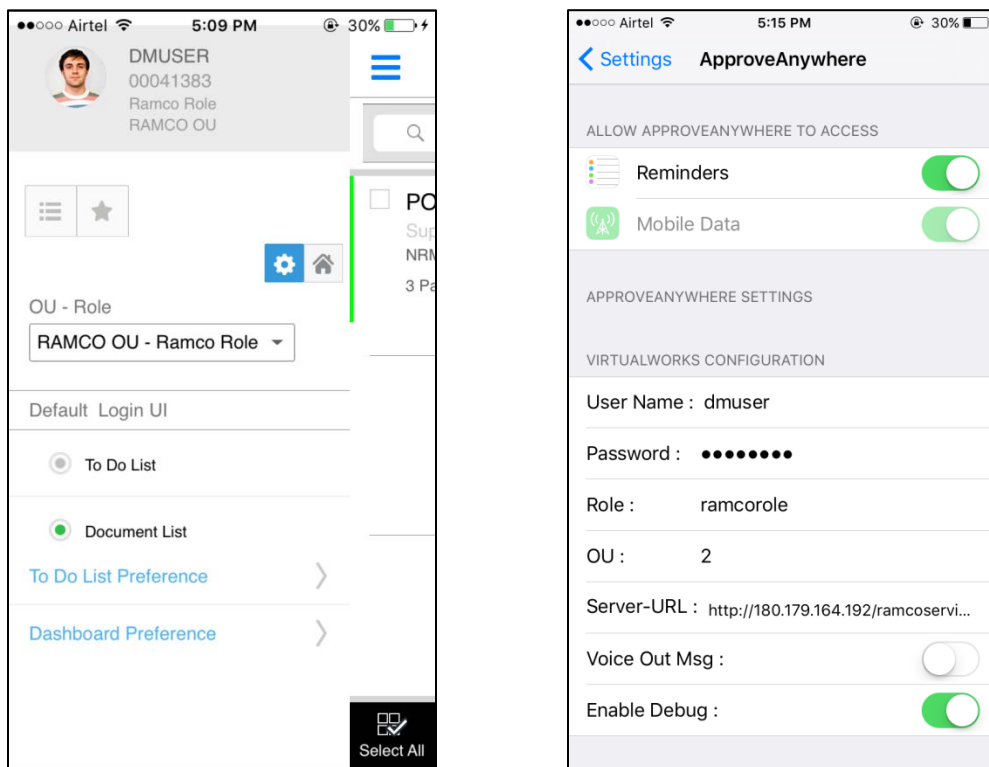 Airtel 5:09 PM 30%
DMUSER
00041383
Ramco Role
RAMCO OU
OU - Role
RAMCO OU - Ramco Role
Default Login UI
To Do List
Document List
To Do List Preference
Dashboard Preference
PO
Sup
NRM
3 Pa
Select All
Airtel 5:15 PM 30%
Settings ApproveAnywhere
ALLOW APPROVEANYWHERE TO ACCESS
Reminders
Mobile Data
APPROVEANYWHERE SETTINGS
VIRTUALWORKS CONFIGURATION
User Name : dmuser
Password : ●●●●●●●●
Role : ramcorole
OU : 2
Server-URL : http://180.179.164.192/ramcoservi...
Voice Out Msg :
Enable Debug :